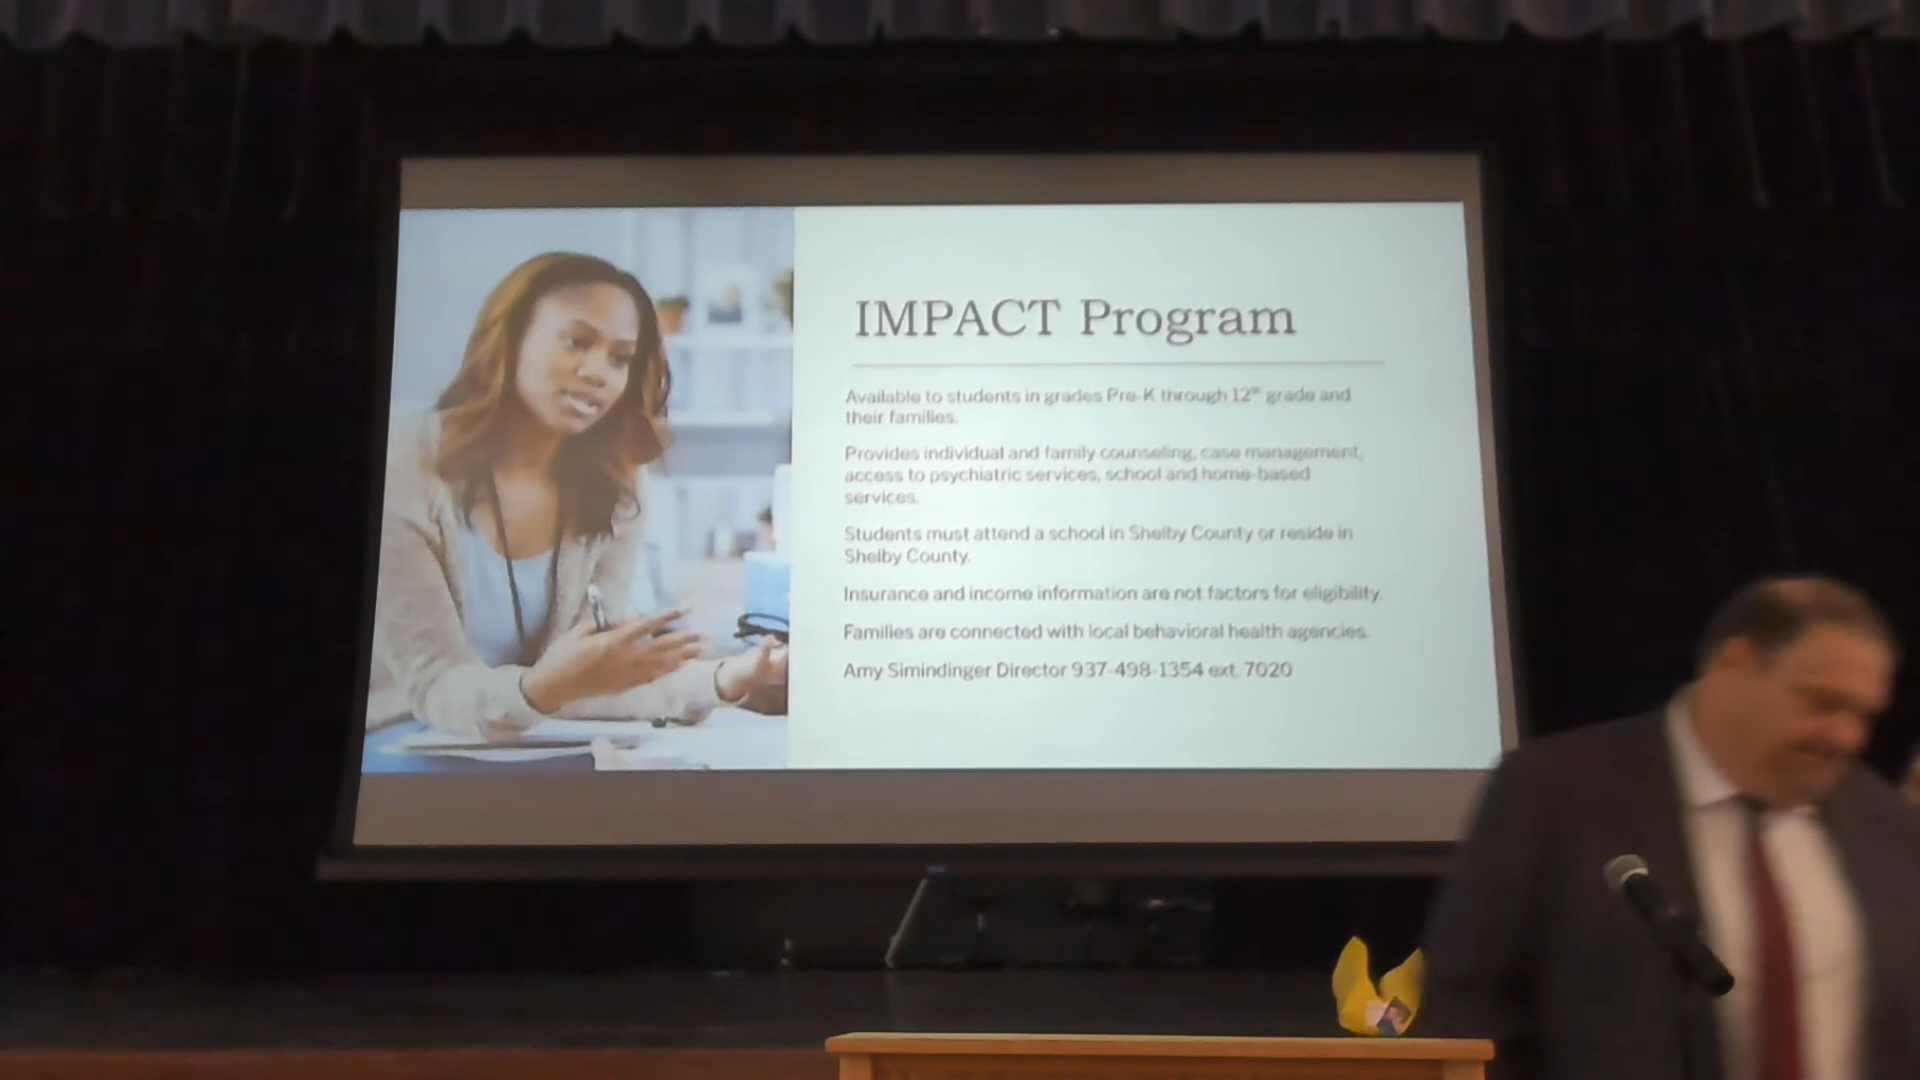 IMPACT Program
Available to students in grades Pre-K through 12th grade and
their families.
Provides individual and family counseling, case management,
access to psychiatric services, school and home-based
services.
Students must attend a school in Shelby County or reside in
Shelby County.
Insurance and income information are not factors for eligibility.
Families are connected with local behavioral health agencies.
Amy Simindinger Director 937-498-1354 ext. 7020